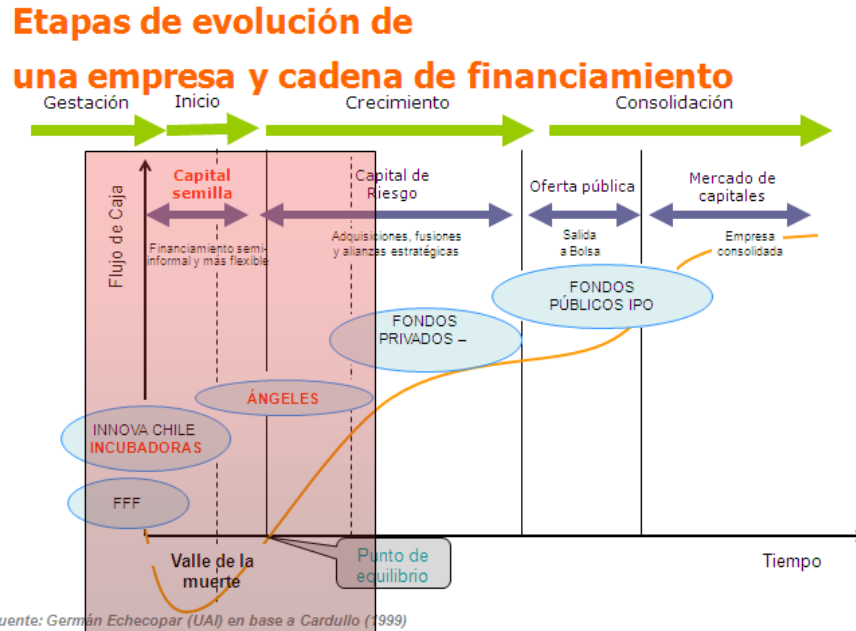 Etapas de evolución de
una empresa y cadena de financiamiento
Gestación
Inicio
Crecimiento
Consolidación
Capital
semilla
Capital de
Riesgo
Oferta pública
Mercado de
capitales
Flujo de Caja
Financiamiento semi-
informal y más flexible
Adquisiciones, fusiones
y alianzas estratégicas
Salida
a Bolsa
Empresa
consolidada
FONDOS
PÚBLICOS IPO
FONDOS
PRIVADOS –
ÁNGELES
INNOVA CHILE
INCUBADORAS
FFF
Valle de la
muerte
Punto de
equilibrio
Tiempo
uente: Germán Echecopar (UAI) en base a Cardullo (1999)